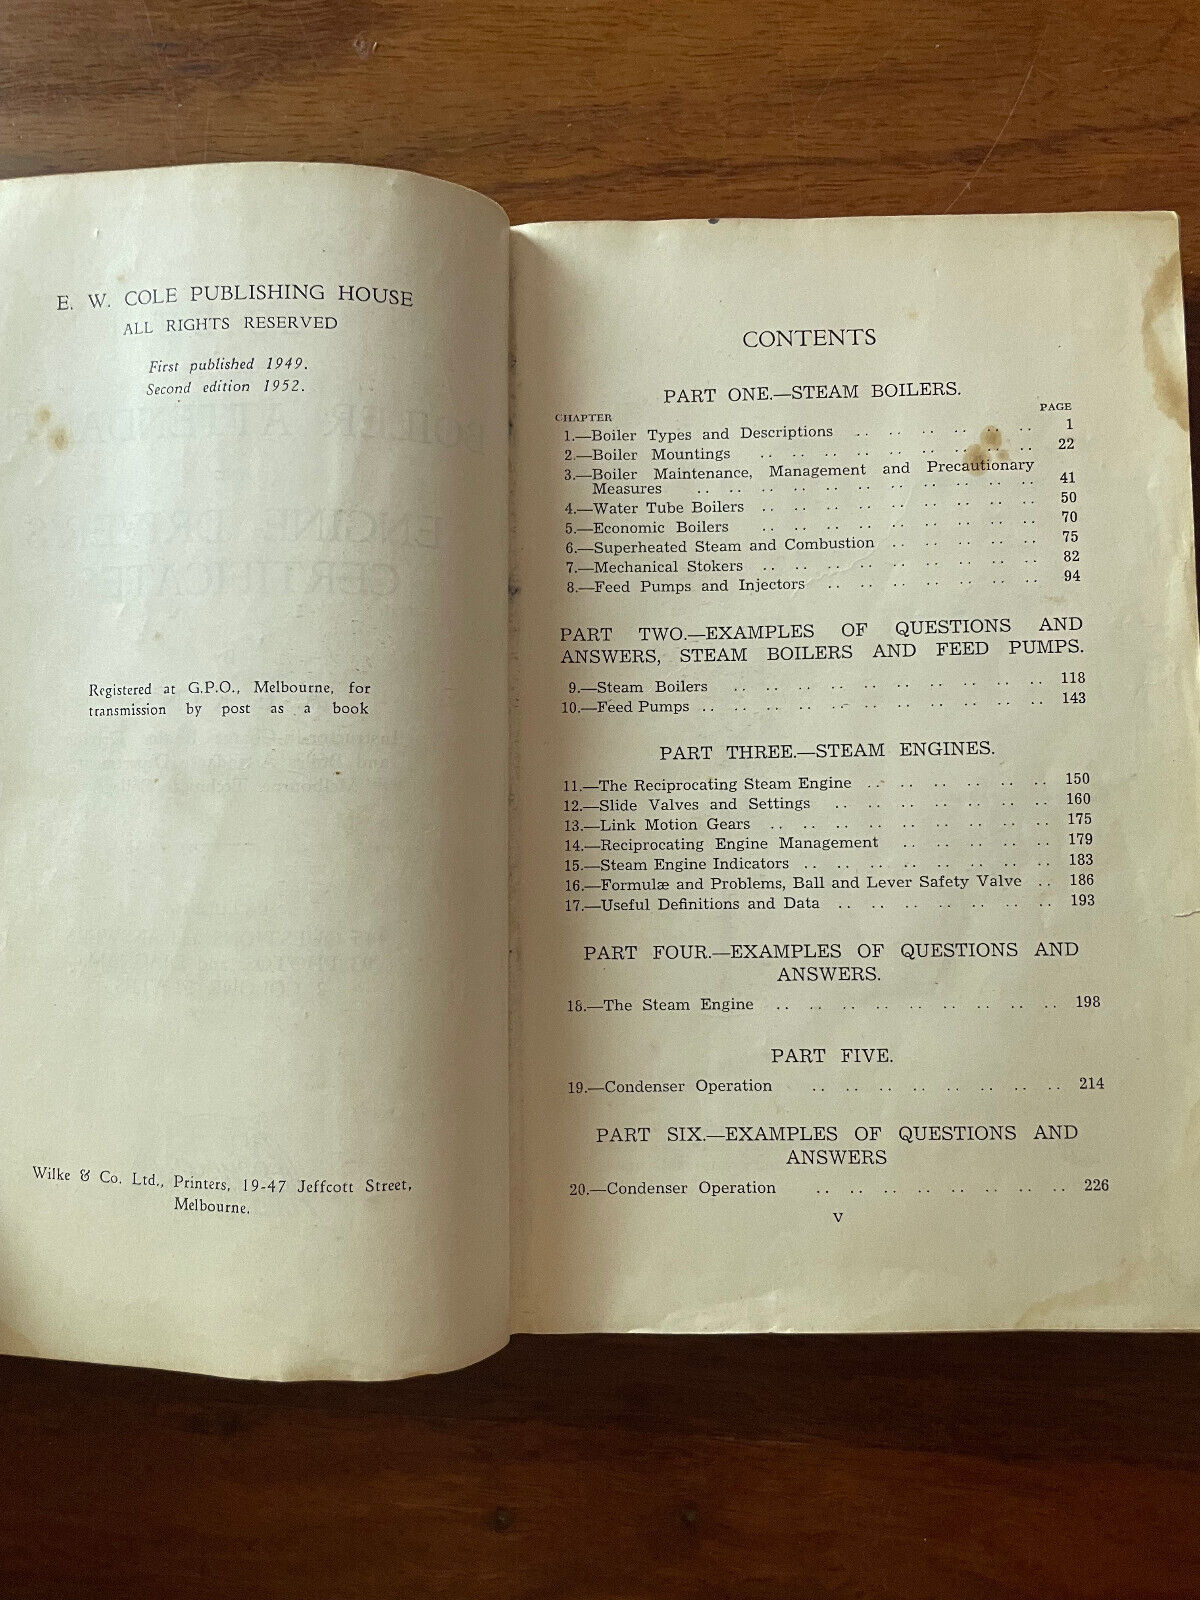 E. W. COLE PUBLISHING HOUSE
ALL RIGHTS RESERVED
First published 1949.
Second edition 1952.
Registered at G.P.O., Melbourne, for
transmission by post as a book
Wilke & Co. Ltd., Printers, 19-47 Jeffcott Street,
Melbourne.
CONTENTS
PART ONE.—STEAM BOILERS.
CHAPTER PAGE
1.—Boiler Types and Descriptions .. .. .. .. .. .. 1
2.—Boiler Mountings .. .. .. .. .. .. .. .. .. 22
3.—Boiler Maintenance, Management and Precautionary
Measures .. .. .. .. .. .. .. .. .. .. .. 41
4.—Water Tube Boilers .. .. .. .. .. .. .. .. .. 50
5.—Economic Boilers .. .. .. .. .. .. .. .. .. 70
6.—Superheated Steam and Combustion .. .. .. .. .. 75
7.—Mechanical Stokers .. .. .. .. .. .. .. .. .. 82
8.—Feed Pumps and Injectors .. .. .. .. .. .. .. 94
PART TWO.—EXAMPLES OF QUESTIONS AND
ANSWERS, STEAM BOILERS AND FEED PUMPS.
9.—Steam Boilers .. .. .. .. .. .. .. .. .. .. 118
10.—Feed Pumps .. .. .. .. .. .. .. .. .. .. .. 143
PART THREE.—STEAM ENGINES.
11.—The Reciprocating Steam Engine .. .. .. .. .. .. 150
12.—Slide Valves and Settings .. .. .. .. .. .. .. 160
13.—Link Motion Gears .. .. .. .. .. .. .. .. .. 175
14.—Reciprocating Engine Management .. .. .. .. .. 179
15.—Steam Engine Indicators .. .. .. .. .. .. .. .. 183
16.—Formulæ and Problems, Ball and Lever Safety Valve .. 186
17.—Useful Definitions and Data .. .. .. .. .. .. .. 193
PART FOUR.—EXAMPLES OF QUESTIONS AND
ANSWERS.
18.—The Steam Engine .. .. .. .. .. .. .. .. .. 198
PART FIVE.
19.—Condenser Operation .. .. .. .. .. .. .. .. 214
PART SIX.—EXAMPLES OF QUESTIONS AND
ANSWERS
20.—Condenser Operation .. .. .. .. .. .. .. .. 226
V